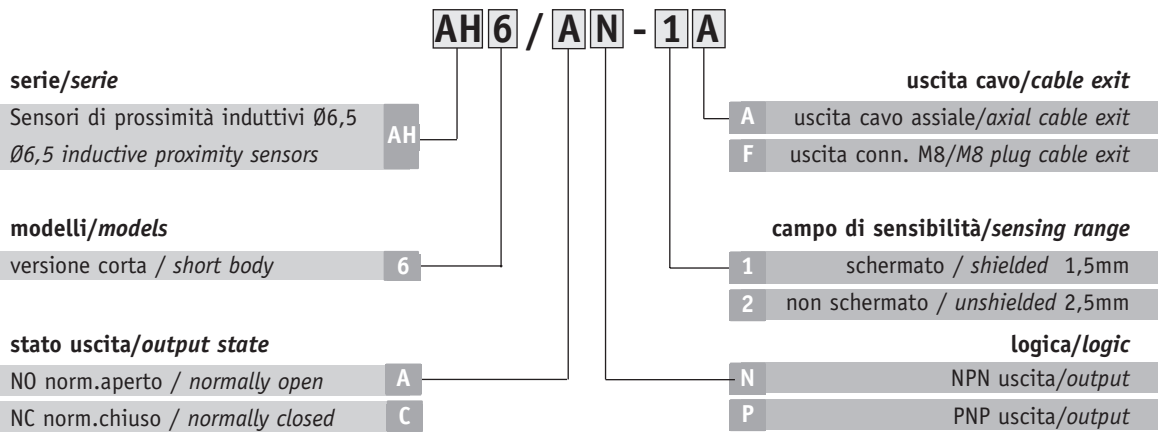 AH6/AN-1A
serie/serie
Sensori di prossimità induttivi Ø6,5
Ø6,5 inductive proximity sensors
AH
modelli/models
versione corta / short body 6
stato uscita/output state
NO norm.aperto / normally open A
NC norm.chiuso / normally closed C
uscita cavo/cable exit
A uscita cavo assiale/axial cable exit
F uscita conn. M8/M8 plug cable exit
campo di sensibilità/sensing range
1 schermato / shielded 1,5mm
2 non schermato / unshielded 2,5mm
logica/logic
N NPN uscita/output
P PNP uscita/output